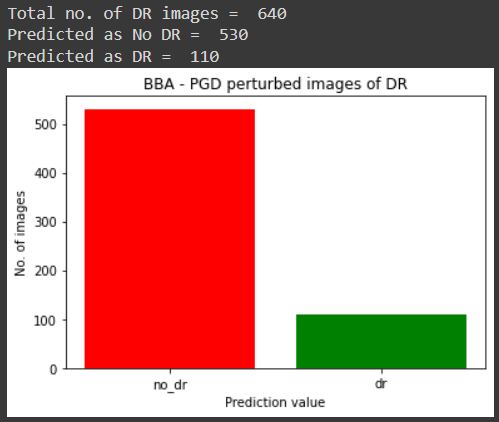 Total no. of DR images =  640
Predicted as No DR =  530
Predicted as DR =  110
BBA - PGD perturbed images of DR
No. of images
500
400
300
200
100
0
no_dr
dr
Prediction value